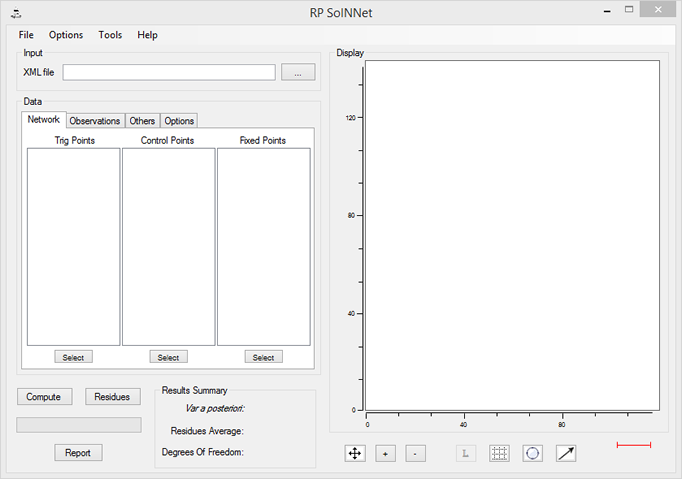 RP SolNNet
File Options Tools Help
Input
XML file
...
Data
Network Observations Others Options
Trig Points Control Points Fixed Points
Select Select Select
Compute Residues
Report
Results Summary
Var a posteriori:
Residues Average:
Degrees Of Freedom:
Display
120
80
40
0
0 40 80
+ - L